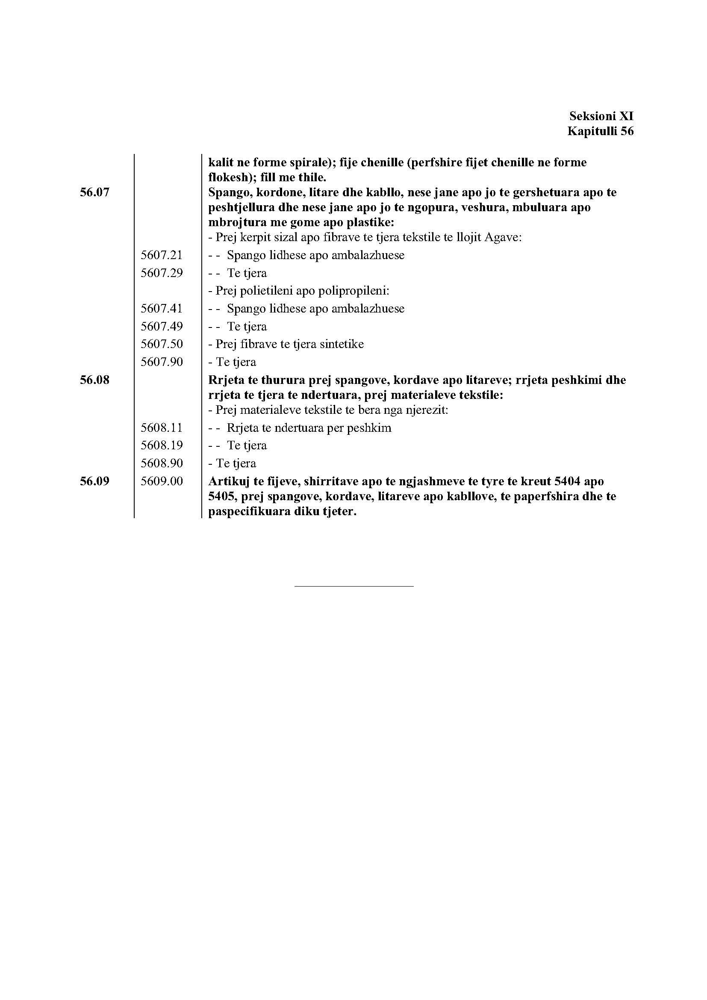 Seksioni XI
Kapitulli 56
kalit ne forme spirale); fije chenille (perfshire fijet chenille ne forme
flokesh); fill me thile.
56.07 Spango, kordone, litare dhe kabllo, nese jane apo jo te gershetuara apo te
peshtjellura dhe nese jane apo jo te ngopura, veshura, mbuluara apo
mbrojtura me gome apo plastike:
- Prej kerpit sizal apo fibrave te tjera tekstile te llojit Agave:
5607.21 - - Spango lidhese apo ambalazhuese
5607.29 - - Te tjera
- Prej polietileni apo polipropileni:
5607.41 - - Spango lidhese apo ambalazhuese
5607.49 - - Te tjera
5607.50 - Prej fibrave te tjera sintetike
5607.90 - Te tjera
56.08 Rrjeta te thurura prej spangove, kordave apo litareve; rrjeta peshkimi dhe
rrjeta te tjera te ndertuara, prej materialeve tekstile:
- Prej materialeve tekstile te bera nga njerezit:
5608.11 - - Rrjeta te ndertuara per peshkim
5608.19 - - Te tjera
5608.90 - Te tjera
56.09 5609.00 Artikuj te fijeve, shirritave apo te ngjashmeve te tyre te kreut 5404 apo
5405, prej spangove, kordave, litareve apo kabllove, te paperfshira dhe te
paspecifikuara diku tjeter.